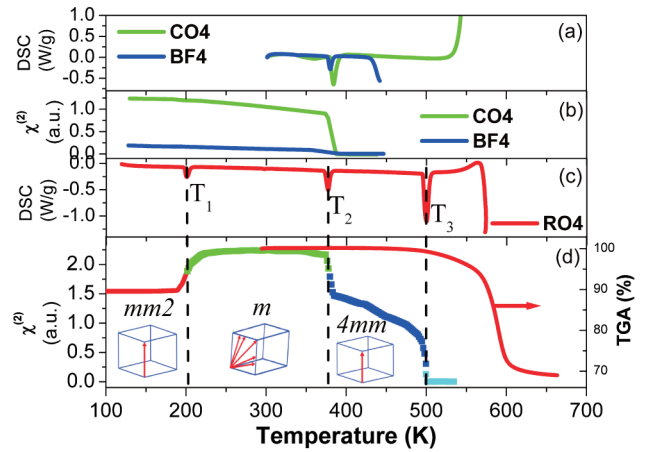 DSC
(W/g)
0.5
0.0
-0.5
CO4
BF4
(a)
χ(2)
(a.u.)
1.0
0.5
0.0
(b)
CO4
BF4
DSC
(W/g)
0.0
-0.5
-1.0
T1
T2
T3
(c)
RO4
χ(2)
(a.u.)
2.0
1.5
1.0
0.5
0.0
mm2
m
4mm
(d)
100
90
80
70
TGA (%)
100 200 300 400 500 600 700
Temperature (K)